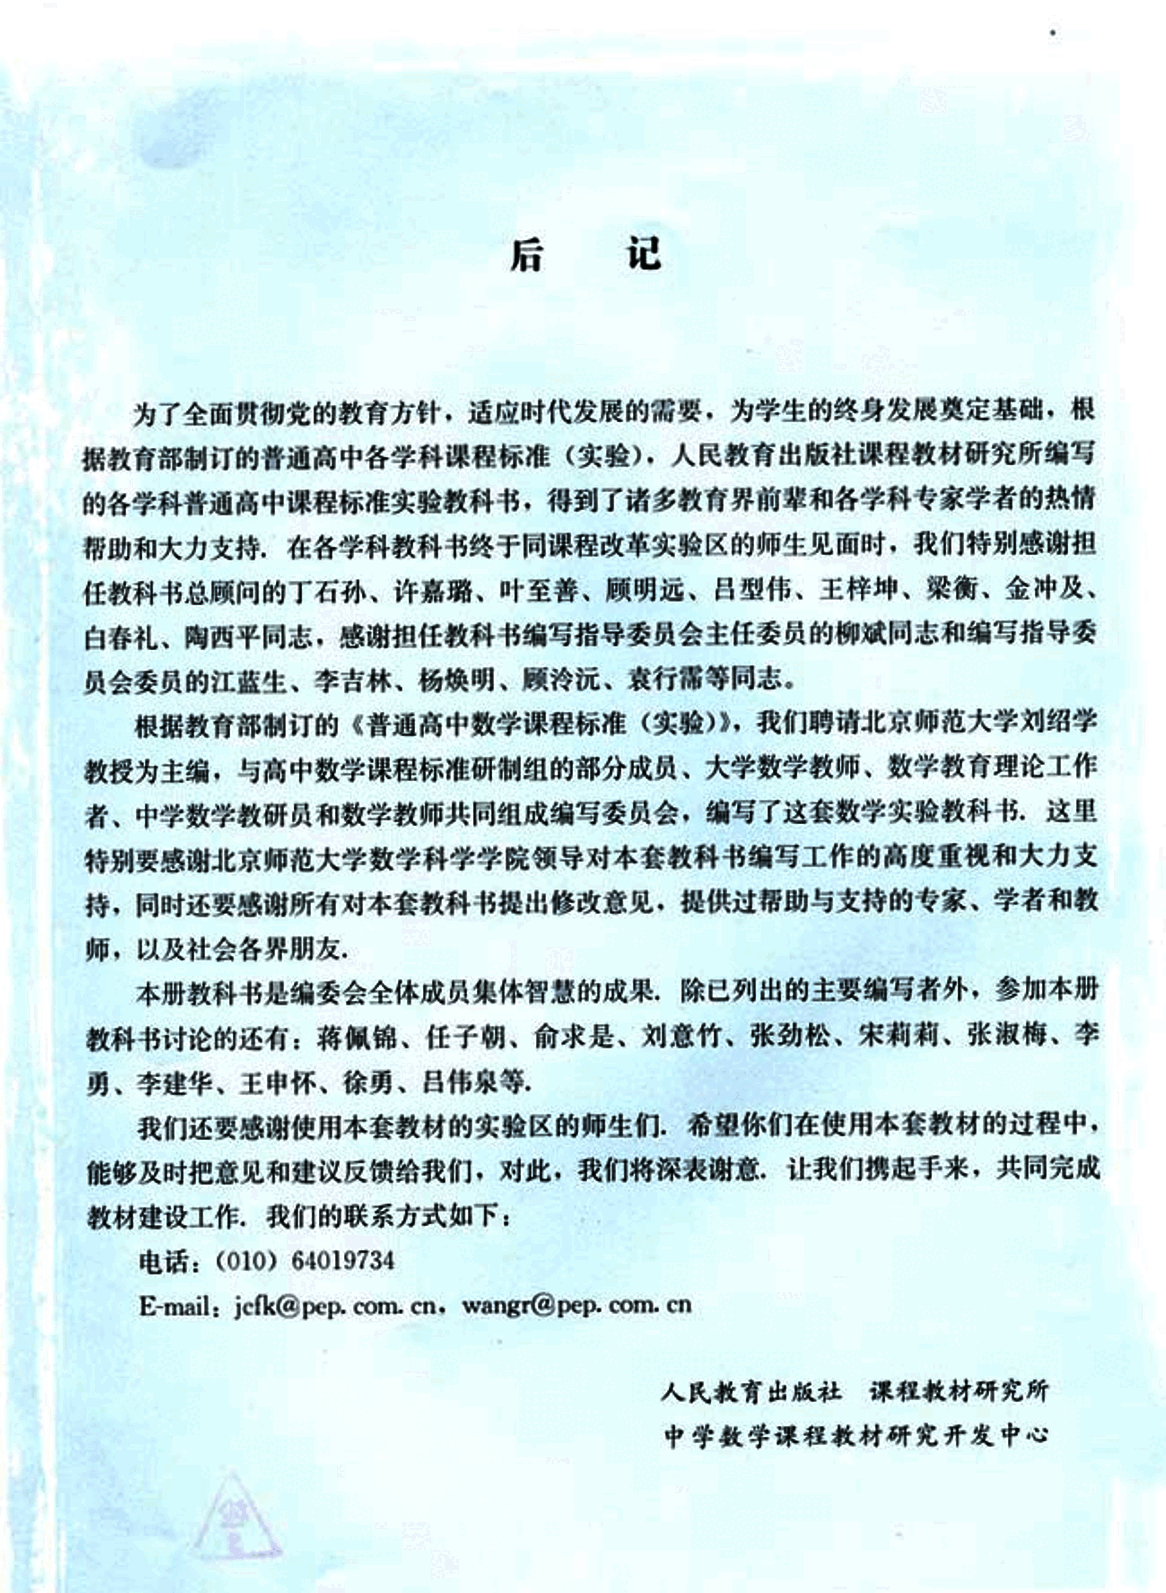 后 记
为了全面贯彻党的教育方针，适应时代发展的需要，为学生的终身发展奠定基础，根
据教育部制订的普通高中各学科课程标准（实验），人民教育出版社课程教材研究所编写
的各学科普通高中课程标准实验教科书，得到了诸多教育界前辈和各学科专家学者的热情
帮助和大力支持. 在各学科教科书终于同课程改革实验区的师生见面时，我们特别感谢担
任教科书总顾问的丁石孙、许嘉璐、叶至善、顾明远、吕型伟、王梓坤、梁衡、金冲及、
白春礼、陶西平同志，感谢担任教科书编写指导委员会主任委员的柳斌同志和编写指导委
员会委员的江蓝生、李吉林、杨焕明、顾泠沅、袁行霈等同志。
根据教育部制订的《普通高中数学课程标准（实验）》，我们聘请北京师范大学刘绍学
教授为主编，与高中数学课程标准研制组的部分成员、大学数学教师、数学教育理论工作
者、中学数学教研员和数学教师共同组成编写委员会，编写了这套数学实验教科书. 这里
特别要感谢北京师范大学数学科学学院领导对本套教科书编写工作的高度重视和大力支
持，同时还要感谢所有对本套教科书提出修改意见，提供过帮助与支持的专家、学者和教
师，以及社会各界朋友.
本册教科书是编委会全体成员集体智慧的成果. 除已列出的主要编写者外，参加本册
教科书讨论的还有：蒋佩锦、任子朝、俞求是、刘意竹、张劲松、宋莉莉、张淑梅、李
勇、李建华、王申怀、徐勇、吕伟泉等.
我们还要感谢使用本套教材的实验区的师生们. 希望你们在使用本套教材的过程中，
能够及时把意见和建议反馈给我们，对此，我们将深表谢意. 让我们携起手来，共同完成
教材建设工作. 我们的联系方式如下：
电话：（010）64019734
E-mail：jcfk@pep. com. cn，wangr@pep. com. cn
人民教育出版社 课程教材研究所
中学数学课程教材研究开发中心